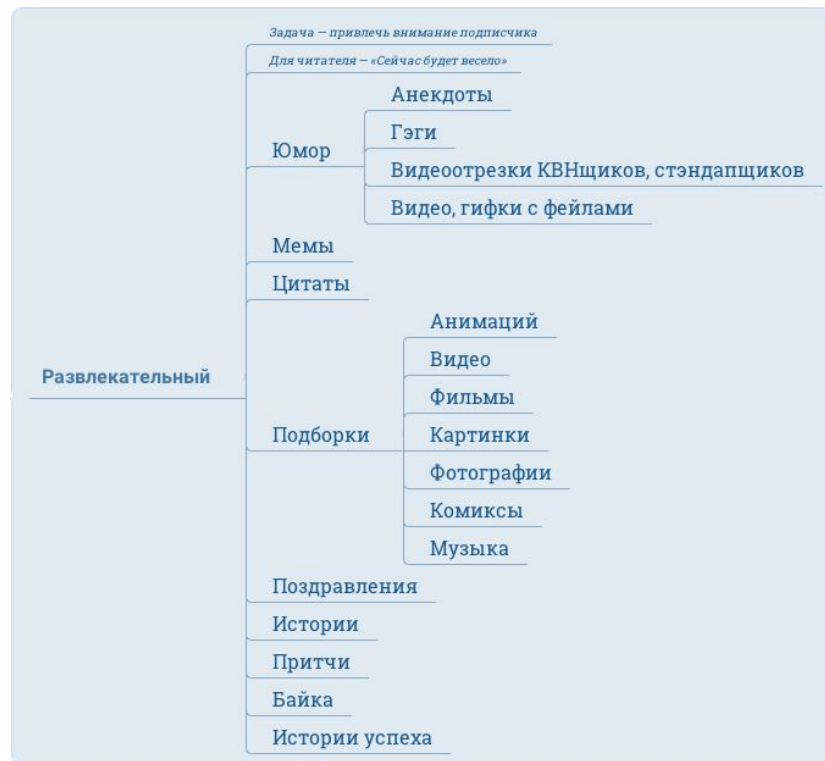 Задача — привлечь внимание подписчика
Для читателя — «Сейчас будет весело»
Анекдоты
Гэги
Юмор
Видеоотрезки КВНщиков, стэндапщиков
Видео, гифки с фейлами
Мемы
Цитаты
Анимаций
Видео
Развлекательный
Фильмы
Подборки
Картинки
Фотографии
Комиксы
Музыка
Поздравления
Истории
Притчи
Байка
Истории успеха